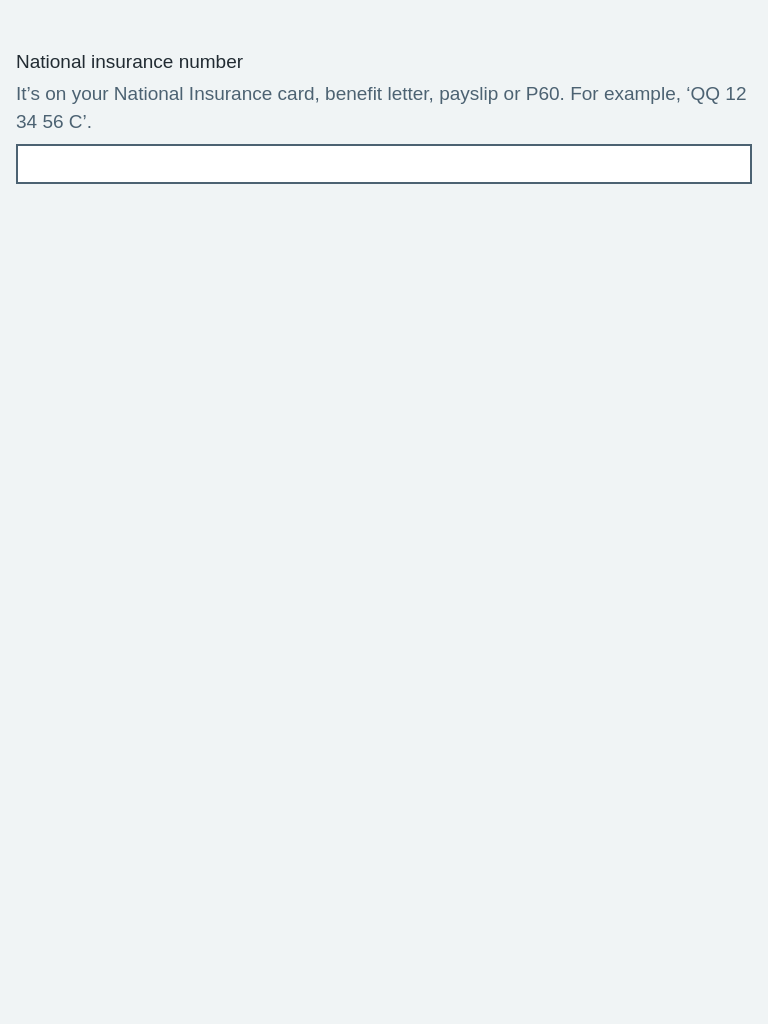 National insurance number
It’s on your National Insurance card, benefit letter, payslip or P60. For example, ‘QQ 12
34 56 C’.